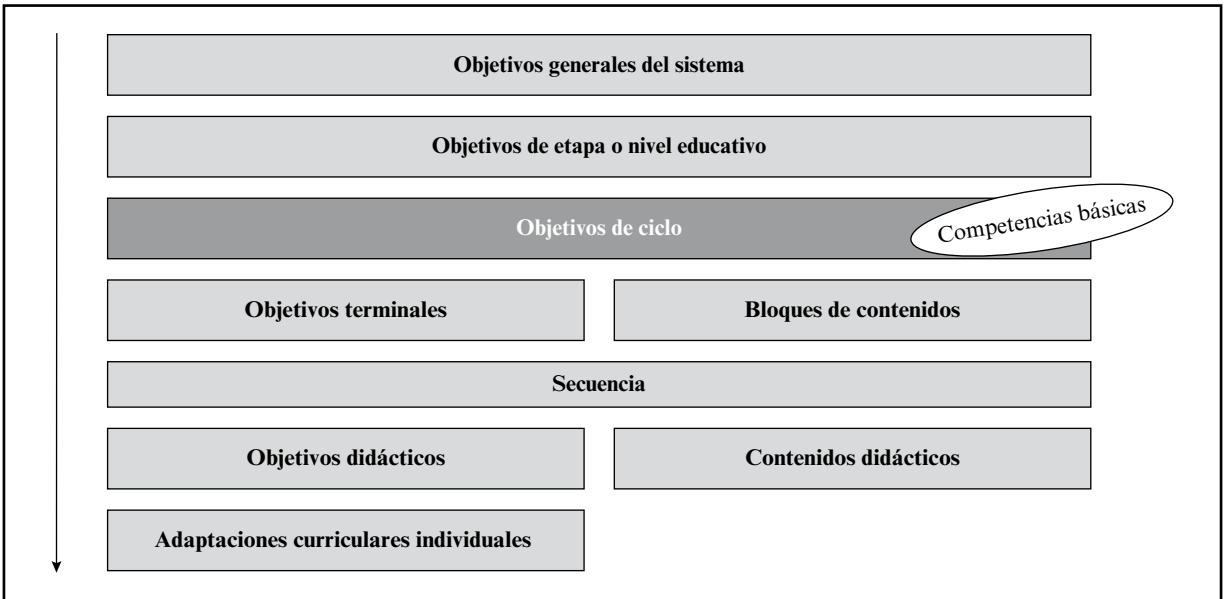 Objetivos generales del sistema
Objetivos de etapa o nivel educativo
Objetivos de ciclo
Competencias básicas
Objetivos terminales
Bloques de contenidos
Secuencia
Objetivos didácticos
Contenidos didácticos
Adaptaciones curriculares individuales